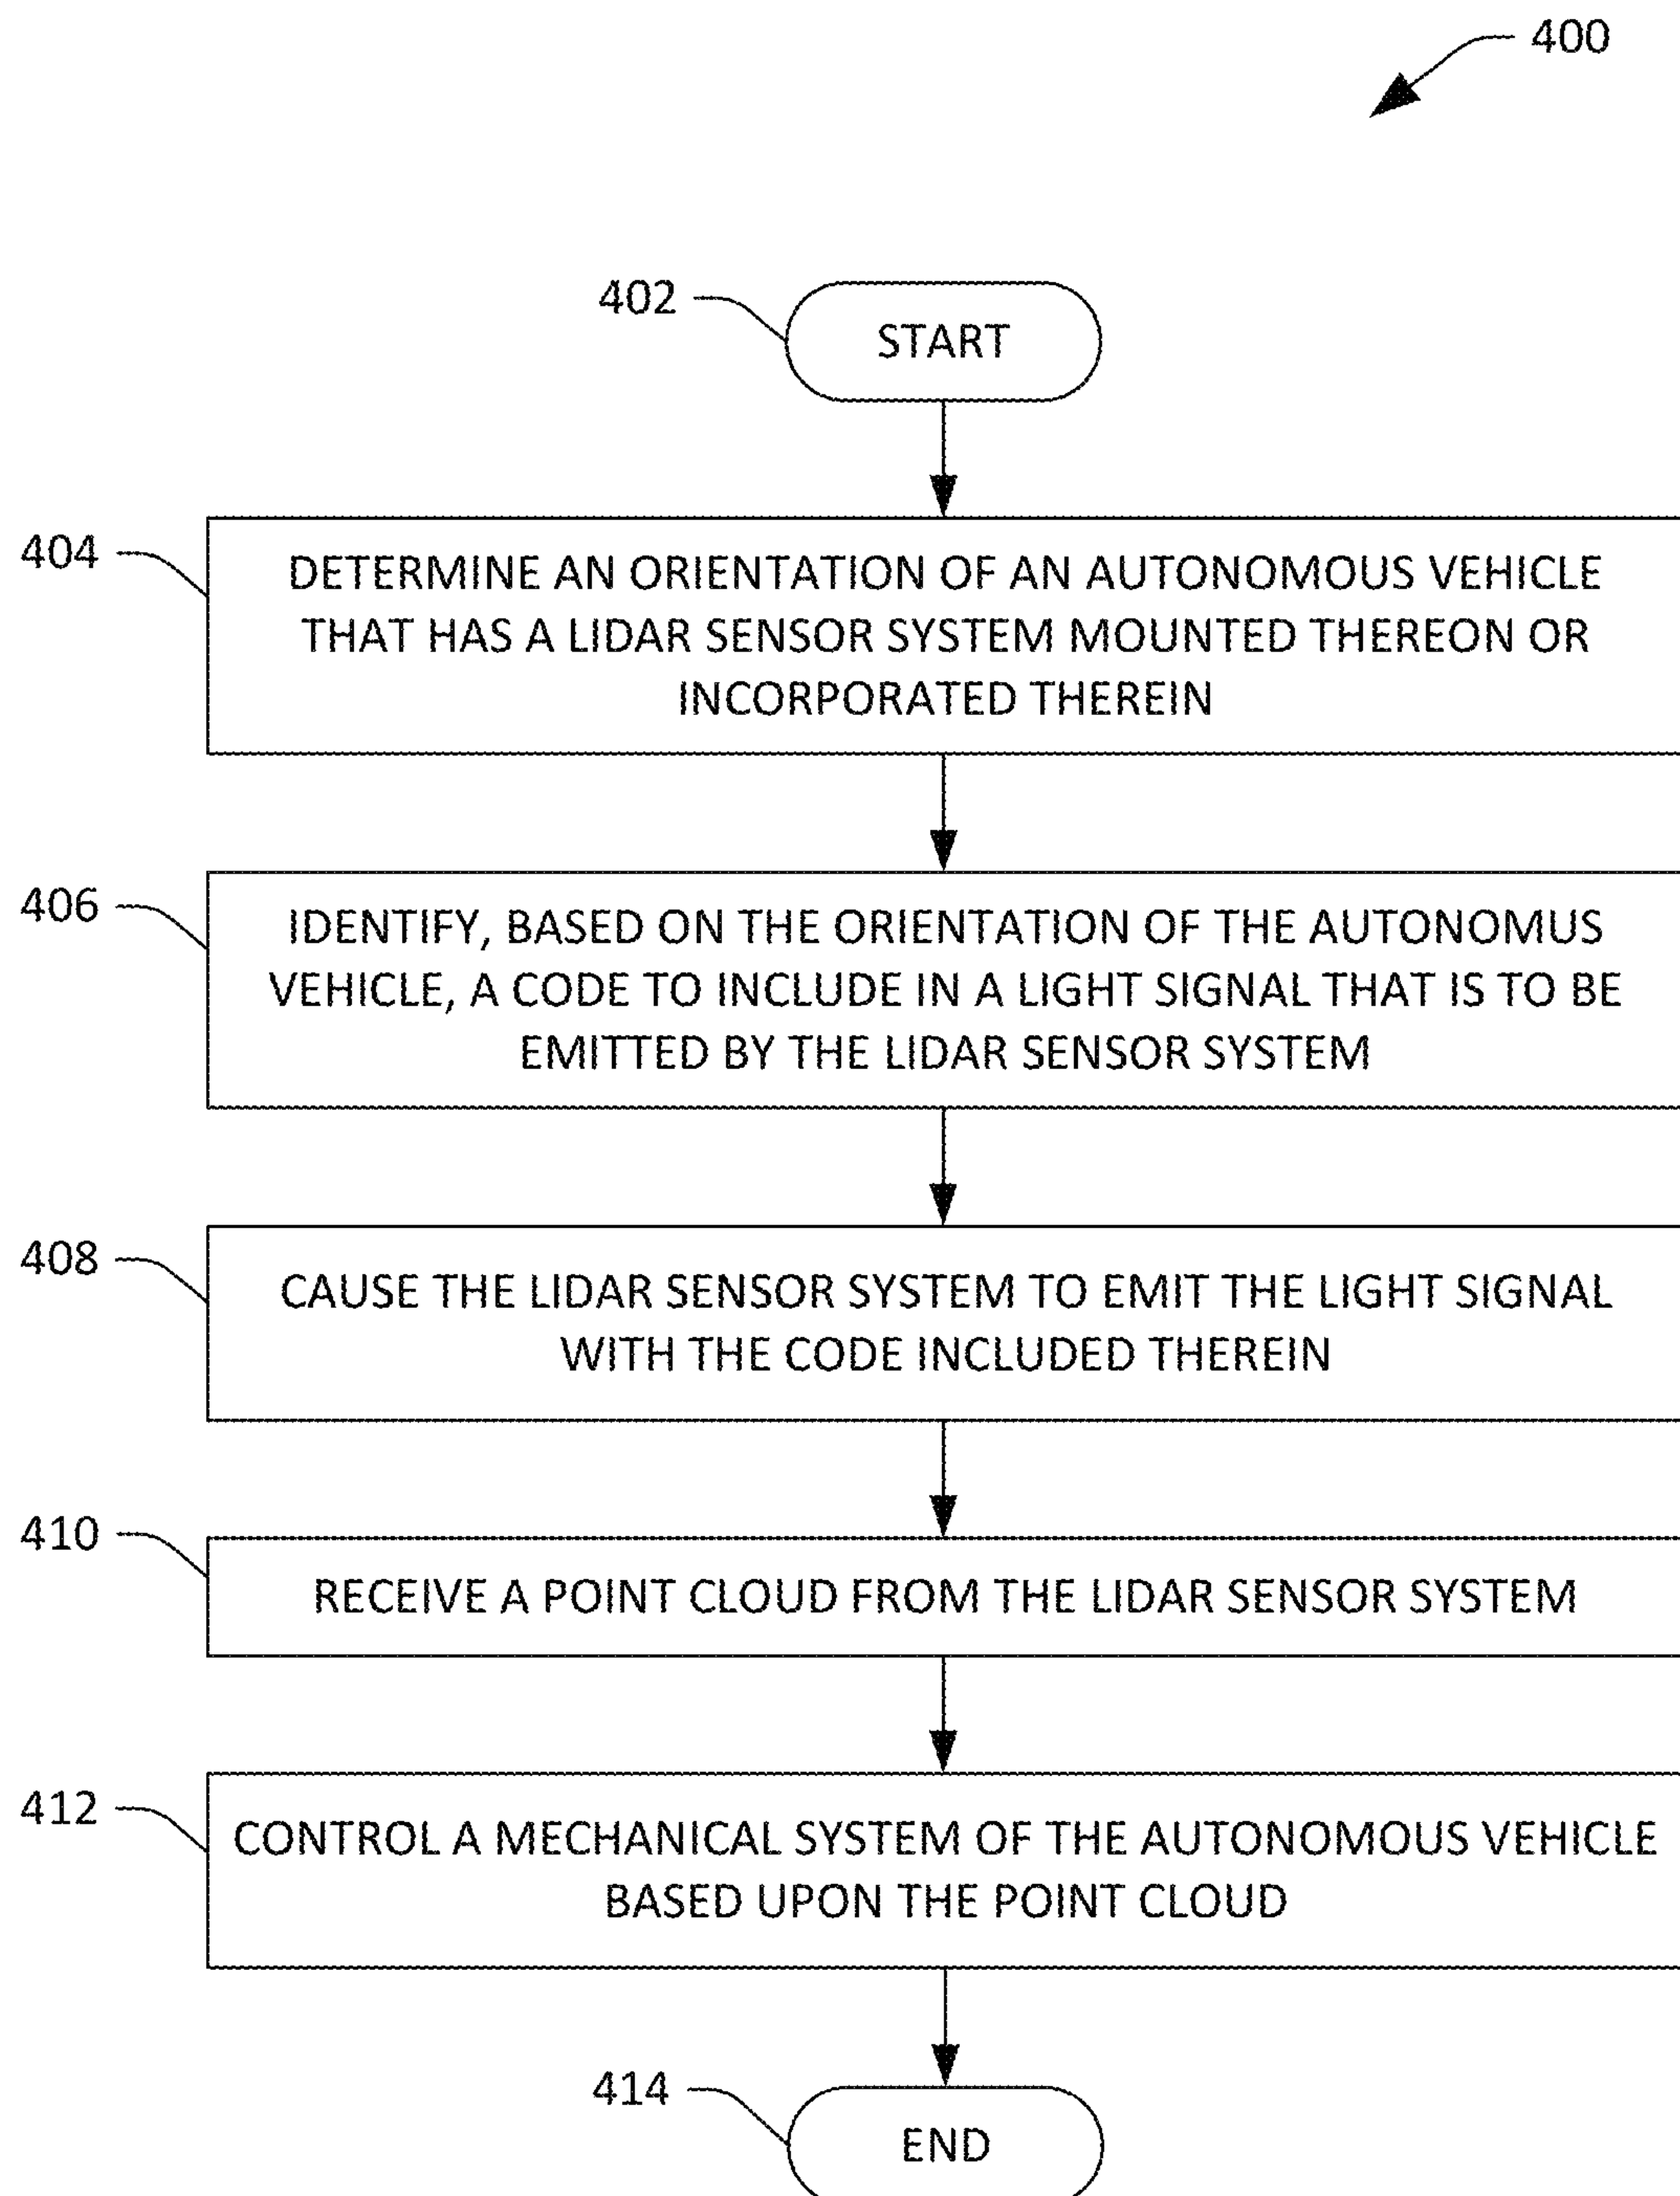 400
402
START
404
DETERMINE AN ORIENTATION OF AN AUTONOMOUS VEHICLE
THAT HAS A LIDAR SENSOR SYSTEM MOUNTED THEREON OR
INCORPORATED THEREIN
406
IDENTIFY, BASED ON THE ORIENTATION OF THE AUTONOMUS
VEHICLE, A CODE TO INCLUDE IN A LIGHT SIGNAL THAT IS TO BE
EMITTED BY THE LIDAR SENSOR SYSTEM
408
CAUSE THE LIDAR SENSOR SYSTEM TO EMIT THE LIGHT SIGNAL
WITH THE CODE INCLUDED THEREIN
410
RECEIVE A POINT CLOUD FROM THE LIDAR SENSOR SYSTEM
412
CONTROL A MECHANICAL SYSTEM OF THE AUTONOMOUS VEHICLE
BASED UPON THE POINT CLOUD
414
END